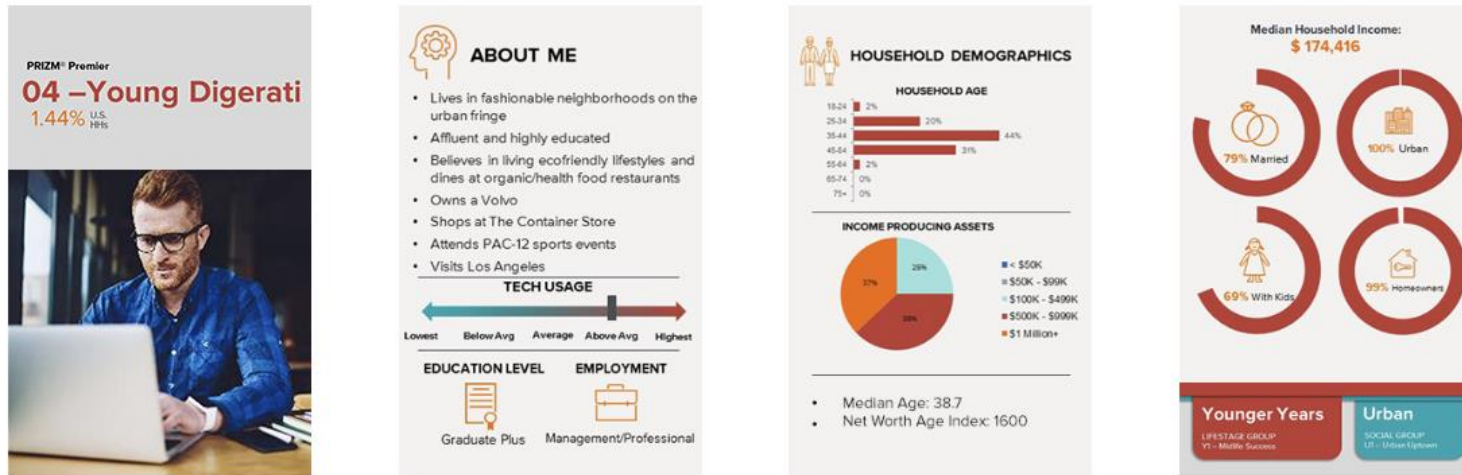 PRIZM® Premier
04 –Young Digerati
1.44% U.S. HHs
ABOUT ME
• Lives in fashionable neighborhoods on the
urban fringe
• Affluent and highly educated
• Believes in living ecofriendly lifestyles and
dines at organic/health food restaurants
• Owns a Volvo
• Shops at The Container Store
• Attends PAC-12 sports events
• Visits Los Angeles
TECH USAGE
Lowest Below Avg Average Above Avg Highest
EDUCATION LEVEL EMPLOYMENT
Graduate Plus Management/Professional
HOUSEHOLD DEMOGRAPHICS
HOUSEHOLD AGE
18-24 2%
25-34 20%
35-44 44%
45-54 31%
55-64 2%
65-74 0%
75+ 0%
INCOME PRODUCING ASSETS
37%
< $50K
$50K - $99K
$100K - $499K
$500K - $999K
$1 Million+
• Median Age: 38.7
• Net Worth Age Index: 1600
Median Household Income:
$ 174,416
79% Married
100% Urban
69% With Kids
99% Homeowners
Younger Years
LIFESTAGE GROUP
Y1 – Midlife Success
Urban
SOCIAL GROUP
U1 – Urban Uptown